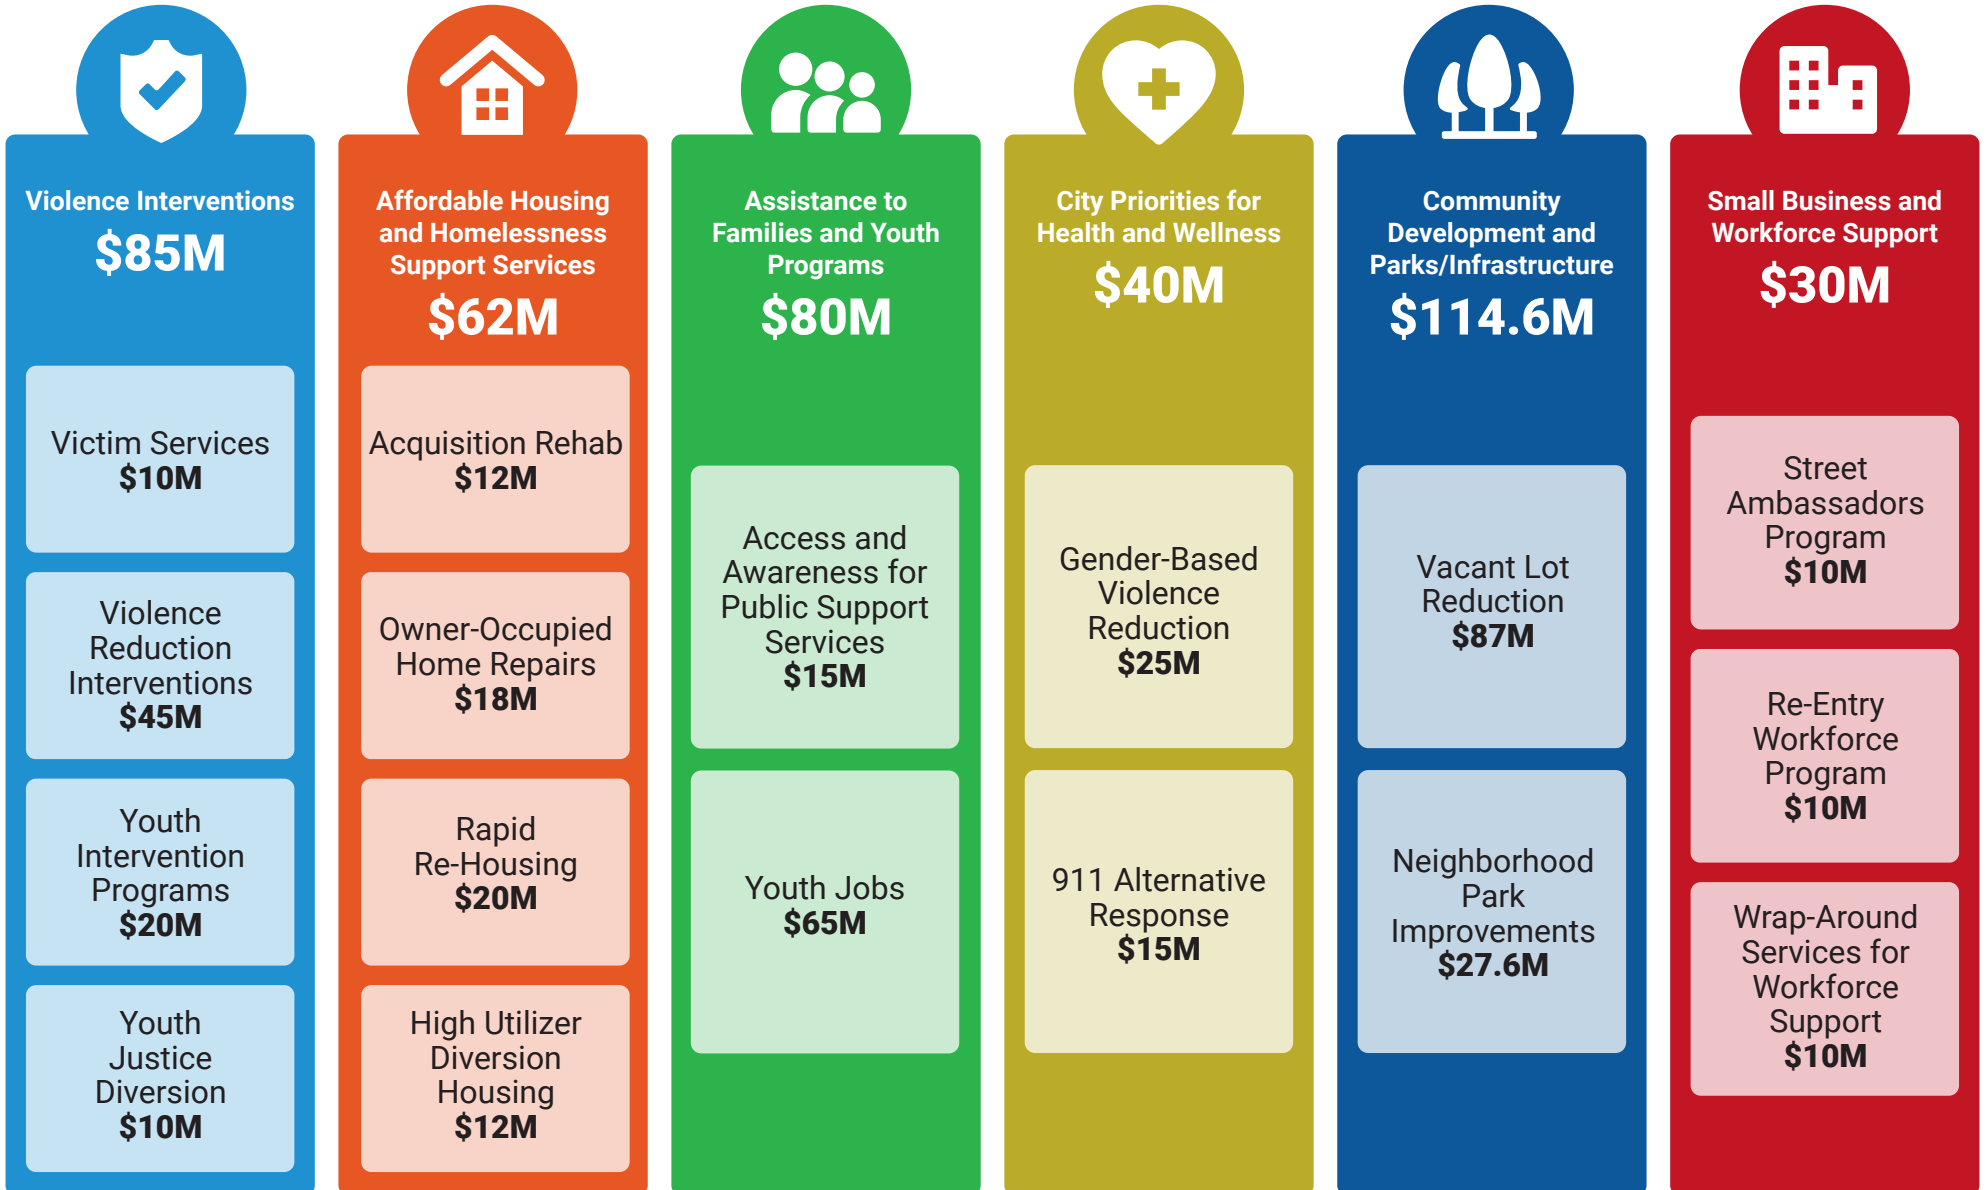 Violence Interventions
$85M
Victim Services
$10M
Violence
Reduction
Interventions
$45M
Youth
Intervention
Programs
$20M
Youth
Justice
Diversion
$10M
Affordable Housing
and Homelessness
Support Services
$62M
Acquisition Rehab
$12M
Owner-Occupied
Home Repairs
$18M
Rapid
Re-Housing
$20M
High Utilizer
Diversion
Housing
$12M
Assistance to
Families and Youth
Programs
$80M
Access and
Awareness for
Public Support
Services
$15M
Youth Jobs
$65M
City Priorities for
Health and Wellness
$40M
Gender-Based
Violence
Reduction
$25M
911 Alternative
Response
$15M
Community
Development and
Parks/Infrastructure
$114.6M
Vacant Lot
Reduction
$87M
Neighborhood
Park
Improvements
$27.6M
Small Business and
Workforce Support
$30M
Street
Ambassadors
Program
$10M
Re-Entry
Workforce
Program
$10M
Wrap-Around
Services for
Workforce
Support
$10M